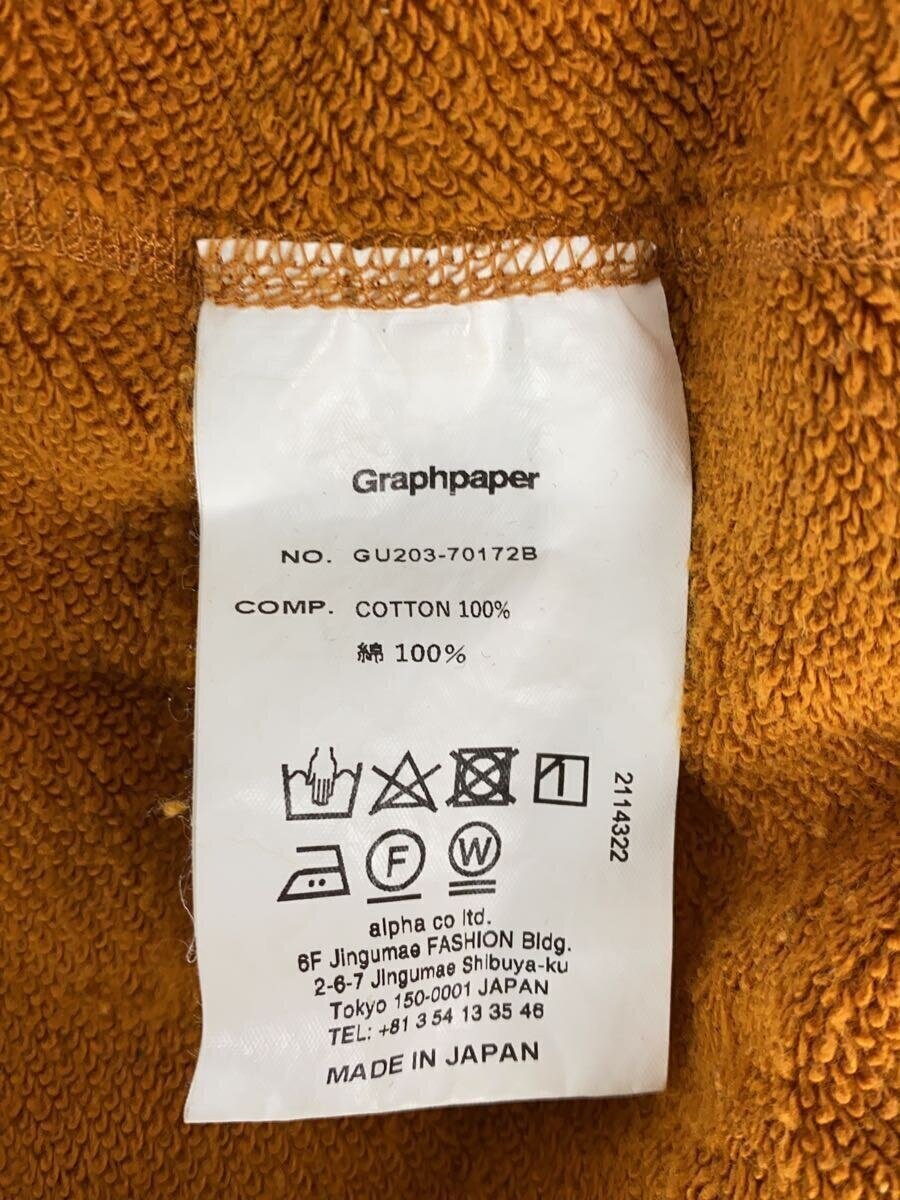 Graphpaper
NO. GU203-70172B
COMP. COTTON 100%
綿 100%
2114322
F
W
alpha co ltd.
6F Jingumae FASHION Bldg.
2-6-7 Jingumae Shibuya-ku
Tokyo 150-0001 JAPAN
TEL: +81 3 54 13 35 46
MADE IN JAPAN